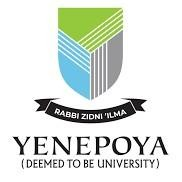 RABBI ZIDNI 'ILMA
YENEPOYA
(DEEMED TO BE UNIVERSITY)